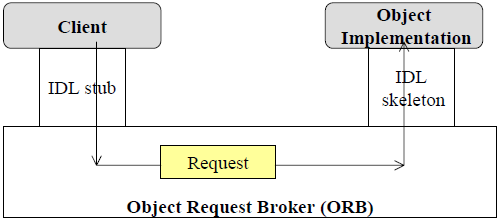 Client
Object
Implementation
IDL stub
IDL
skeleton
Request
Object Request Broker (ORB)